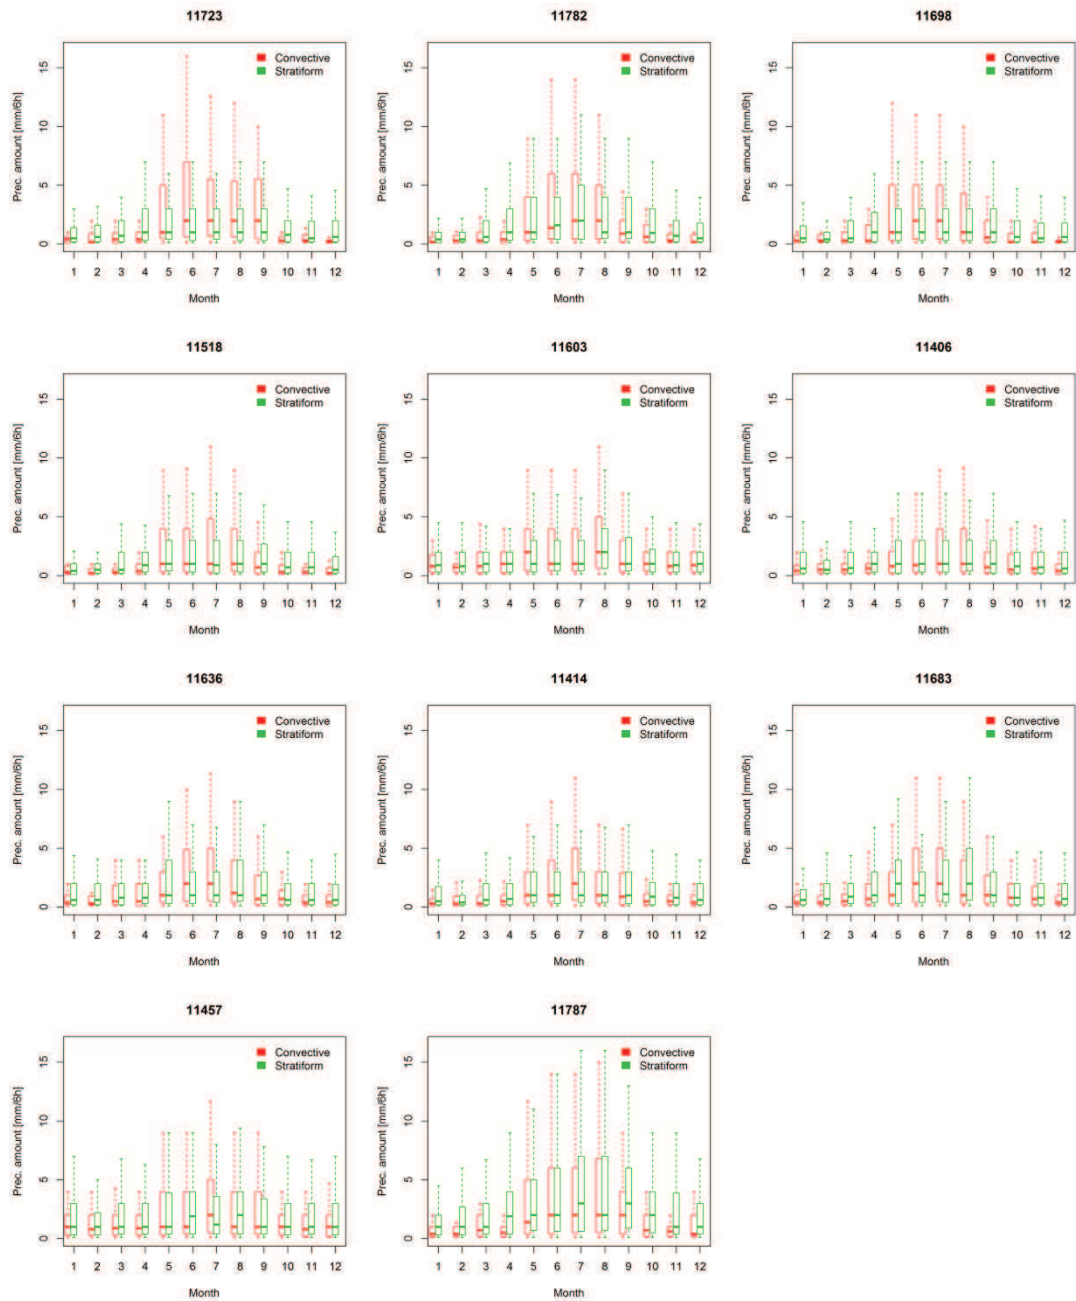 11723
Convective
Stratiform
Prec. amount [mm/6h]
15
10
5
0
1 2 3 4 5 6 7 8 9 10 11 12
Month
11782
Convective
Stratiform
Prec. amount [mm/6h]
15
10
5
0
1 2 3 4 5 6 7 8 9 10 11 12
Month
11698
Convective
Stratiform
Prec. amount [mm/6h]
15
10
5
0
1 2 3 4 5 6 7 8 9 10 11 12
Month
11518
Convective
Stratiform
Prec. amount [mm/6h]
15
10
5
0
1 2 3 4 5 6 7 8 9 10 11 12
Month
11603
Convective
Stratiform
Prec. amount [mm/6h]
15
10
5
0
1 2 3 4 5 6 7 8 9 10 11 12
Month
11406
Convective
Stratiform
Prec. amount [mm/6h]
15
10
5
0
1 2 3 4 5 6 7 8 9 10 11 12
Month
11636
Convective
Stratiform
Prec. amount [mm/6h]
15
10
5
0
1 2 3 4 5 6 7 8 9 10 11 12
Month
11414
Convective
Stratiform
Prec. amount [mm/6h]
15
10
5
0
1 2 3 4 5 6 7 8 9 10 11 12
Month
11683
Convective
Stratiform
Prec. amount [mm/6h]
15
10
5
0
1 2 3 4 5 6 7 8 9 10 11 12
Month
11457
Convective
Stratiform
Prec. amount [mm/6h]
15
10
5
0
1 2 3 4 5 6 7 8 9 10 11 12
Month
11787
Convective
Stratiform
Prec. amount [mm/6h]
15
10
5
0
1 2 3 4 5 6 7 8 9 10 11 12
Month